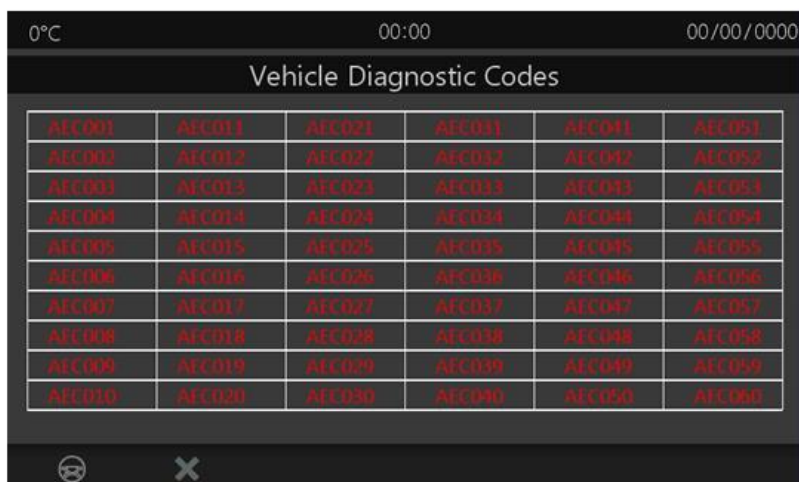 0°C 00:00 00/00/0000
Vehicle Diagnostic Codes
AEC001 AEC011 AEC021 AEC031 AEC041 AEC051
AEC002 AEC012 AEC022 AEC032 AEC042 AEC052
AEC003 AEC013 AEC023 AEC033 AEC043 AEC053
AEC004 AEC014 AEC024 AEC034 AEC044 AEC054
AEC005 AEC015 AEC025 AEC035 AEC045 AEC055
AEC006 AEC016 AEC026 AEC036 AEC046 AEC056
AEC007 AEC017 AEC027 AEC037 AEC047 AEC057
AEC008 AEC018 AEC028 AEC038 AEC048 AEC058
AEC009 AEC019 AEC029 AEC039 AEC049 AEC059
AEC010 AEC020 AEC030 AEC040 AEC050 AEC060